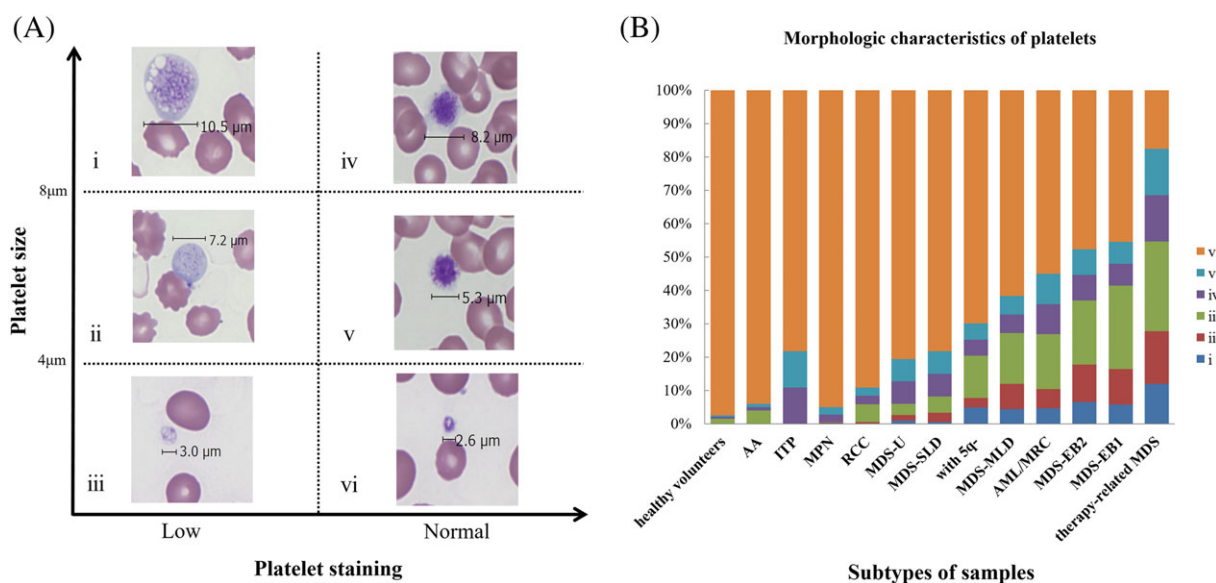 (A)
Platelet size
8μm
4μm
10.5 μm
i
8.2 μm
iv
7.2 μm
ii
5.3 μm
v
3.0 μm
iii
2.6 μm
vi
Low
Normal
Platelet staining
(B)
Morphologic characteristics of platelets
100%
90%
80%
70%
60%
50%
40%
30%
20%
10%
0%
healthy volunteers
AA
ITP
MPN
RCC
MDS-U
MDS-SLD
with 5q-
MDS-MLD
AML/MRC
MDS-EB2
MDS-EB1
therapy-related MDS
v
v
iv
ii
ii
i
Subtypes of samples